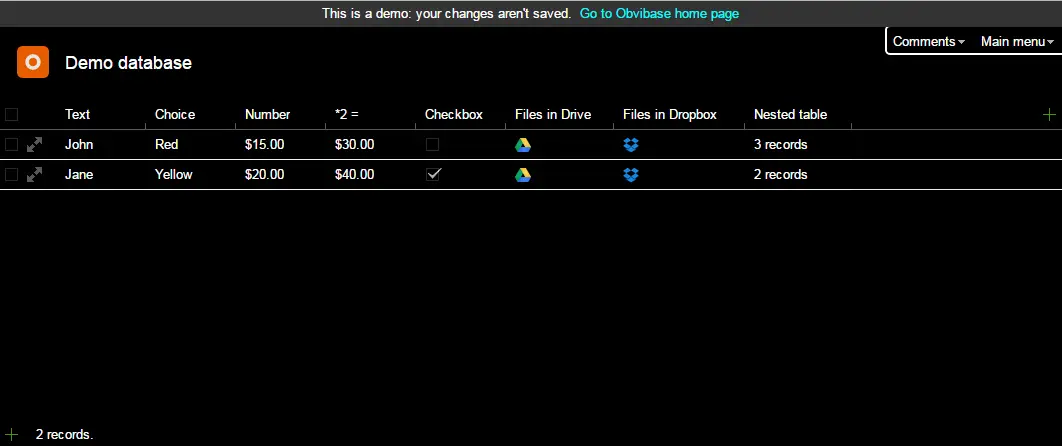 This is a demo: your changes aren't saved. Go to Obvibase home page
Comments Main menu
Demo database
Text Choice Number *2 = Checkbox Files in Drive Files in Dropbox Nested table
John Red $15.00 $30.00 3 records
Jane Yellow $20.00 $40.00 2 records
2 records.